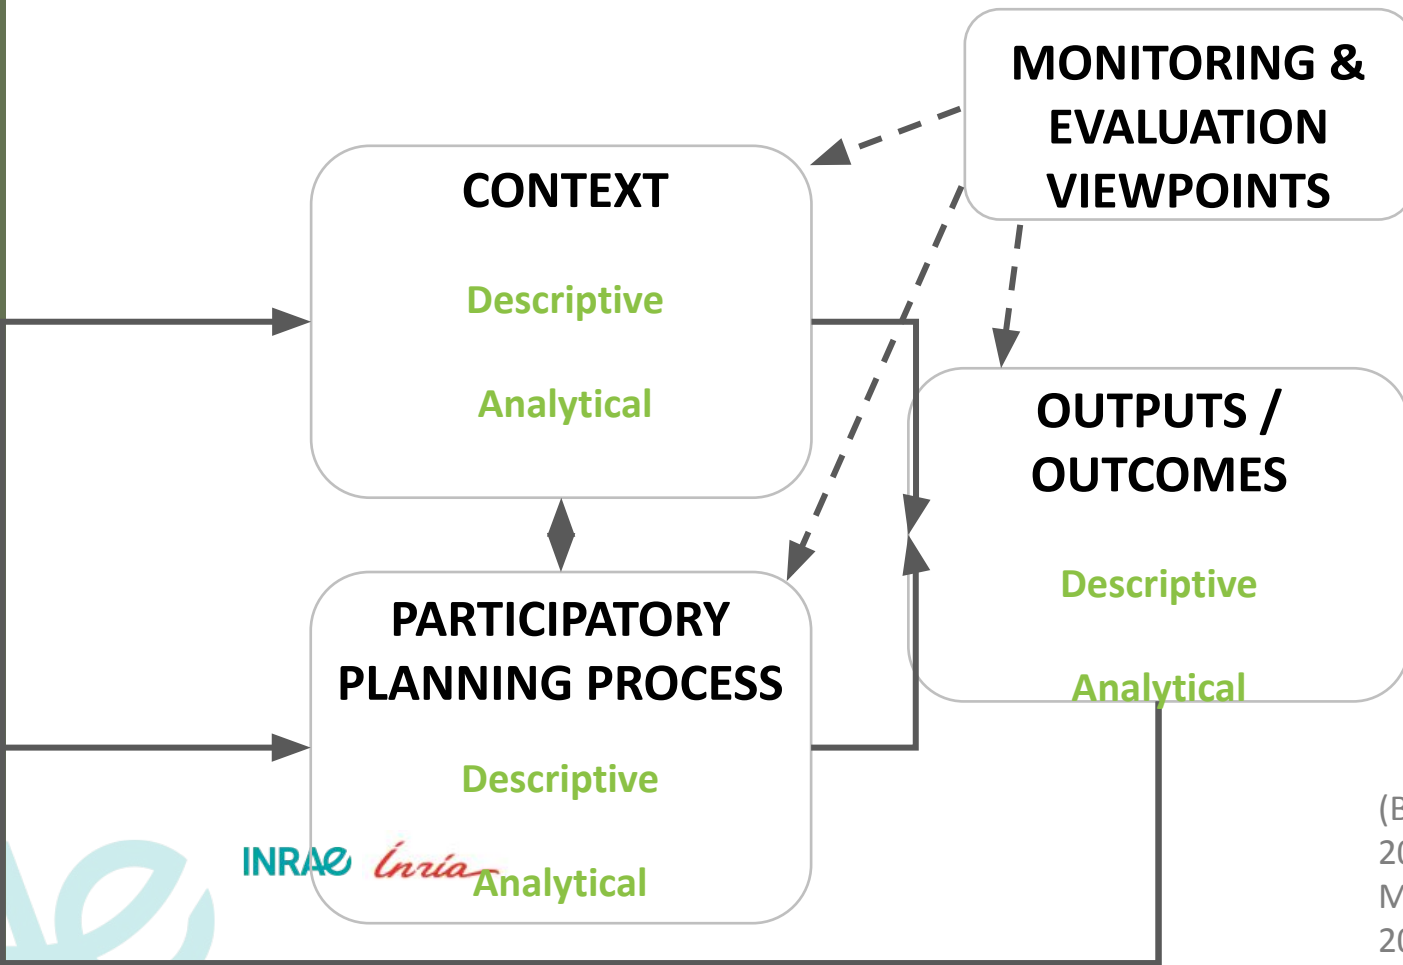 MONITORING &
EVALUATION
VIEWPOINTS
CONTEXT
Descriptive
Analytical
OUTPUTS /
OUTCOMES
Descriptive
Analytical
PARTICIPATORY
PLANNING PROCESS
Descriptive
Analytical
INRAE Inria